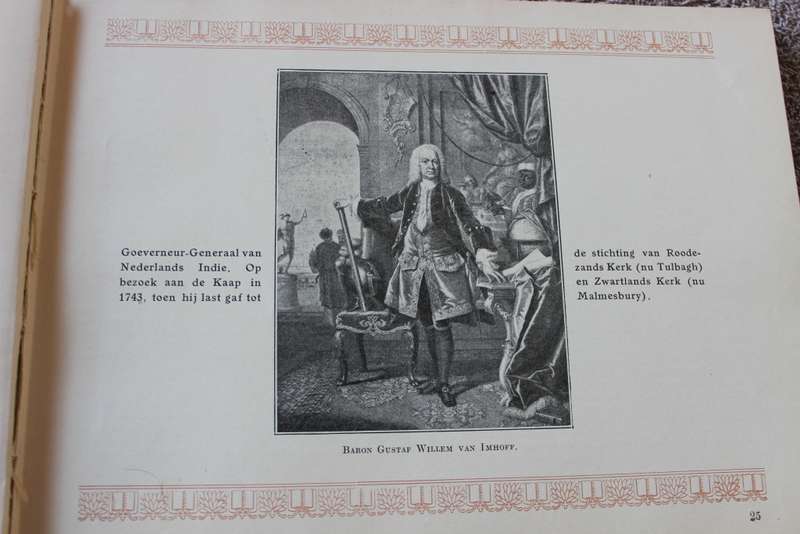 Goeverneur-Generaal van
Nederlands Indie. Op
bezoek aan de Kaap in
1743, toen hij last gaf tot
de stichting van Roode-
zands Kerk (nu Tulbagh)
en Zwartlands Kerk (nu
Malmesbury).
Baron Gustaf Willem van Imhoff.
25